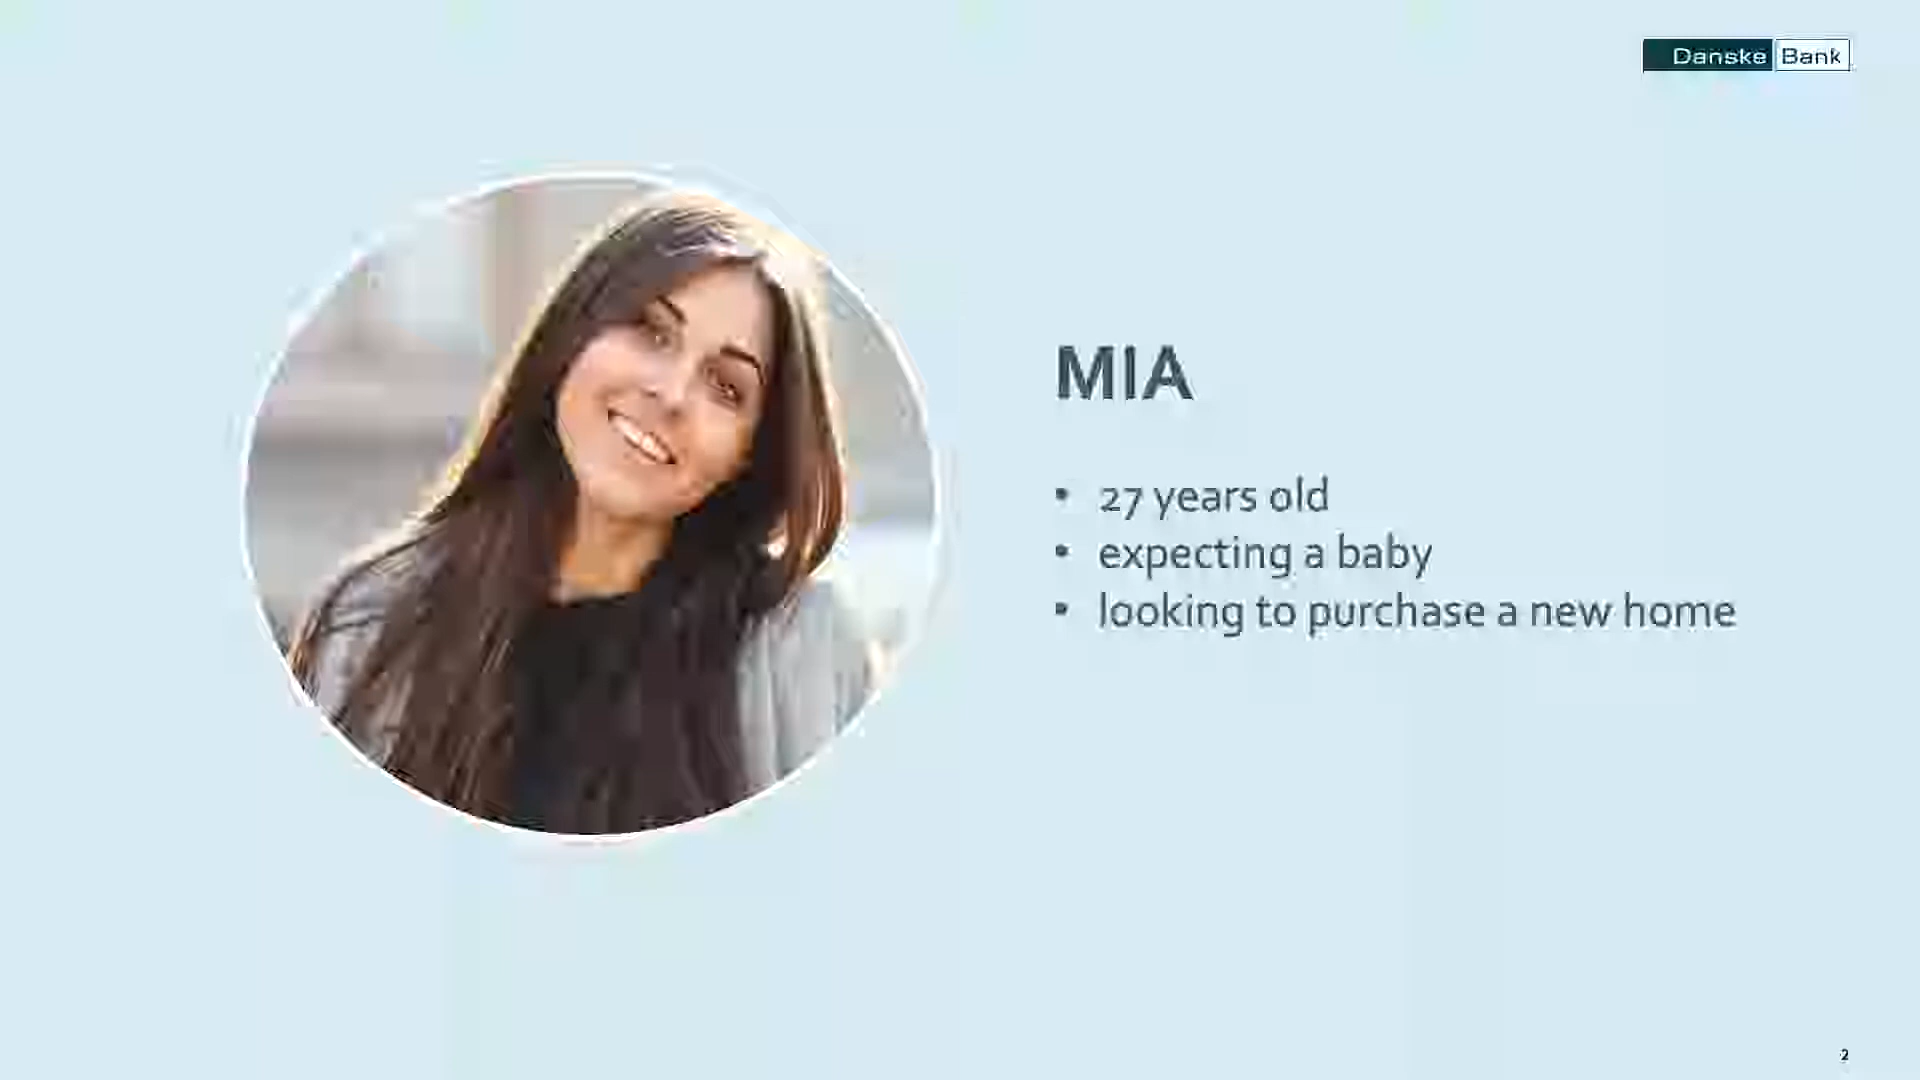 Danske Bank
MIA
• 27 years old
• expecting a baby
• looking to purchase a new home
2